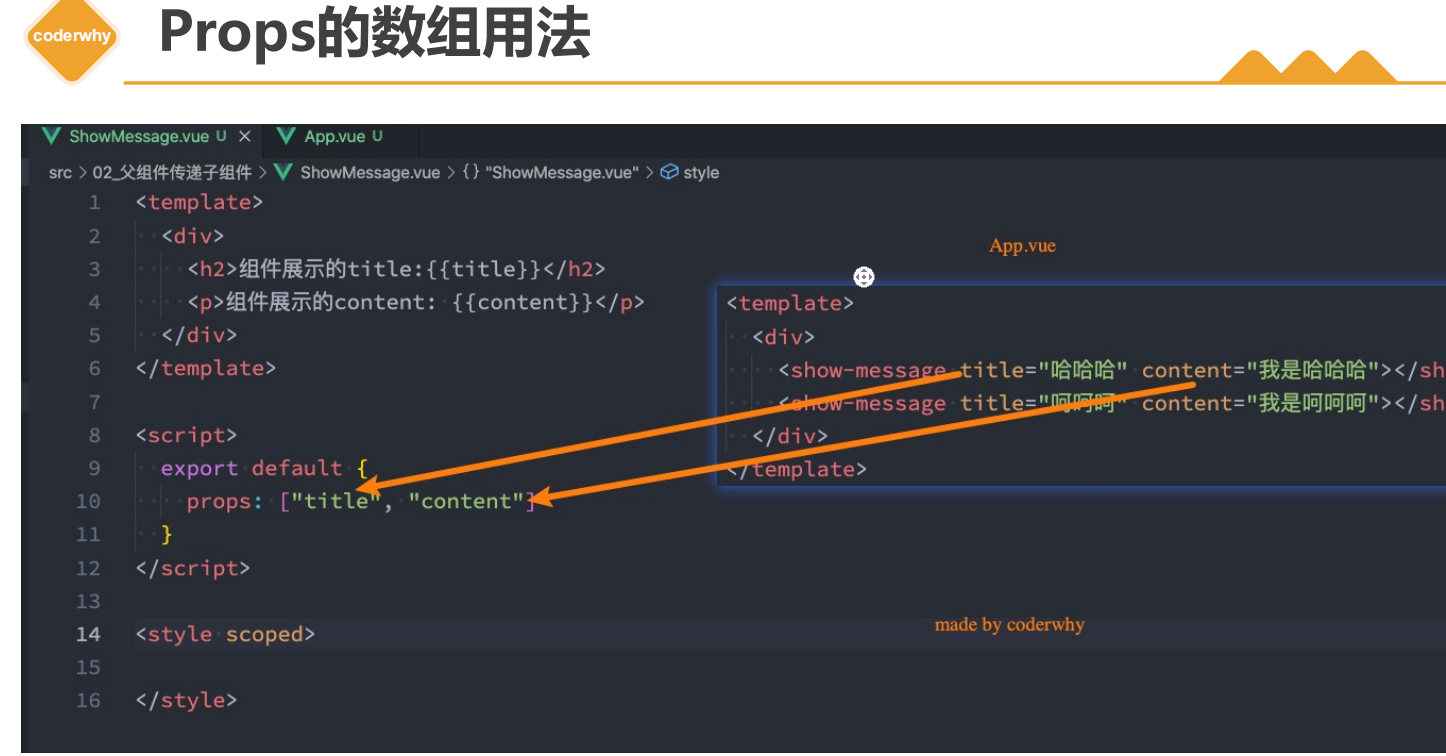 coderwhy
Props的数组用法
ShowMessage.vue U × App.vue U
src > 02_父组件传递子组件 > ShowMessage.vue > {} "ShowMessage.vue" > style
1 <template>
2 <div>
3 <h2>组件展示的title:{{title}}</h2>
4 <p>组件展示的content: {{content}}</p>
5 </div>
6 </template>
7
8 <script>
9 export default {
10 props: ["title", "content"]
11 }
12 </script>
13
14 <style scoped>
15
16 </style>
App.vue
<template>
<div>
<show-message title="哈哈哈" content="我是哈哈哈"></sh
<show-message title="呵呵呵" content="我是呵呵呵"></sh
</div>
</template>
made by coderwhy